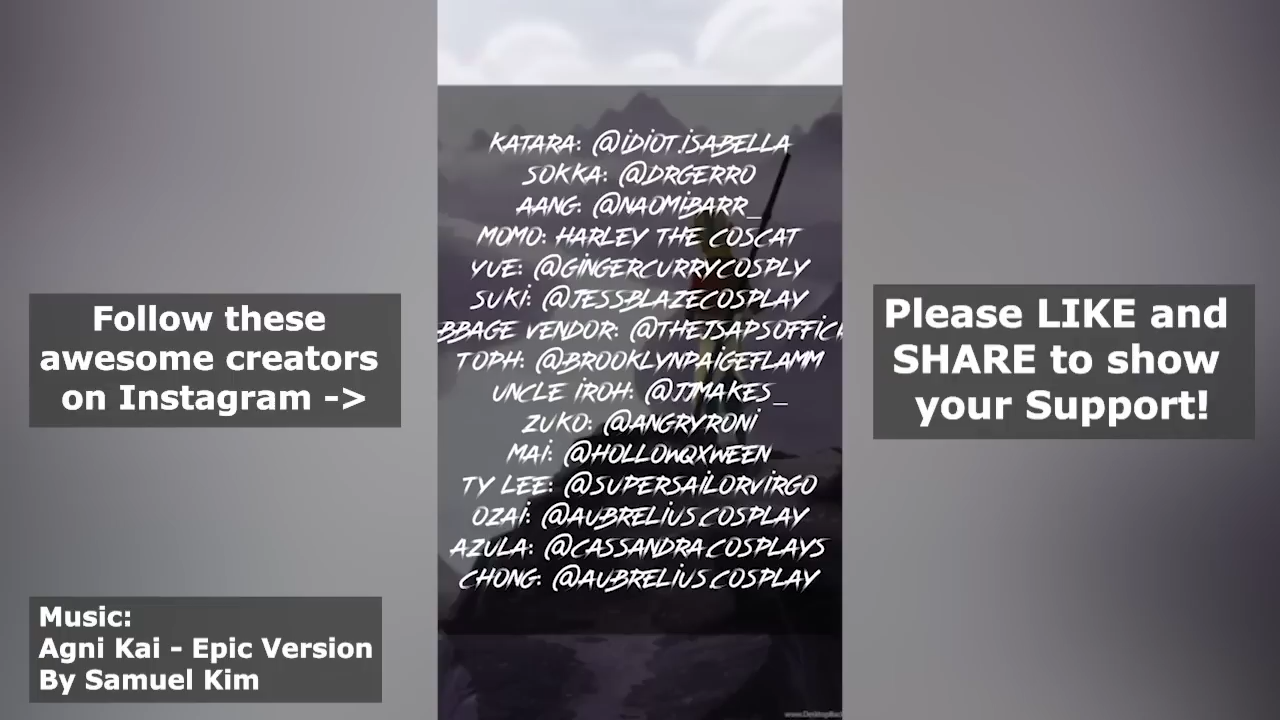 KATARA: @IDIOT.ISABELLA
SOKKA: @DRGERRO
AANG: @NAOMIBARR_
MOMO: HARLEY THE COSCAT
YUE: @GINGERCURRYCOSPLY
SUKI: @JESSBLAZECOSPLAY
BBAGE VENDOR: @THETSAPSOFFICI
TOPH: @BROOKLYNPAIGEFLAMM
UNCLE IROH: @JJMAKES_
ZUKO: @ANGRYRONI
MAI: @HOLLOWQXWEEN
TY LEE: @SUPERSAILORVIRGO
OZAI: @AUBRELIUS.COSPLAY
AZULA: @CASSANDRA.COSPLAYS
CHONG: @AUBRELIUS.COSPLAY
Follow these
awesome creators
on Instagram ->
Please LIKE and
SHARE to show
your Support!
Music:
Agni Kai - Epic Version
By Samuel Kim